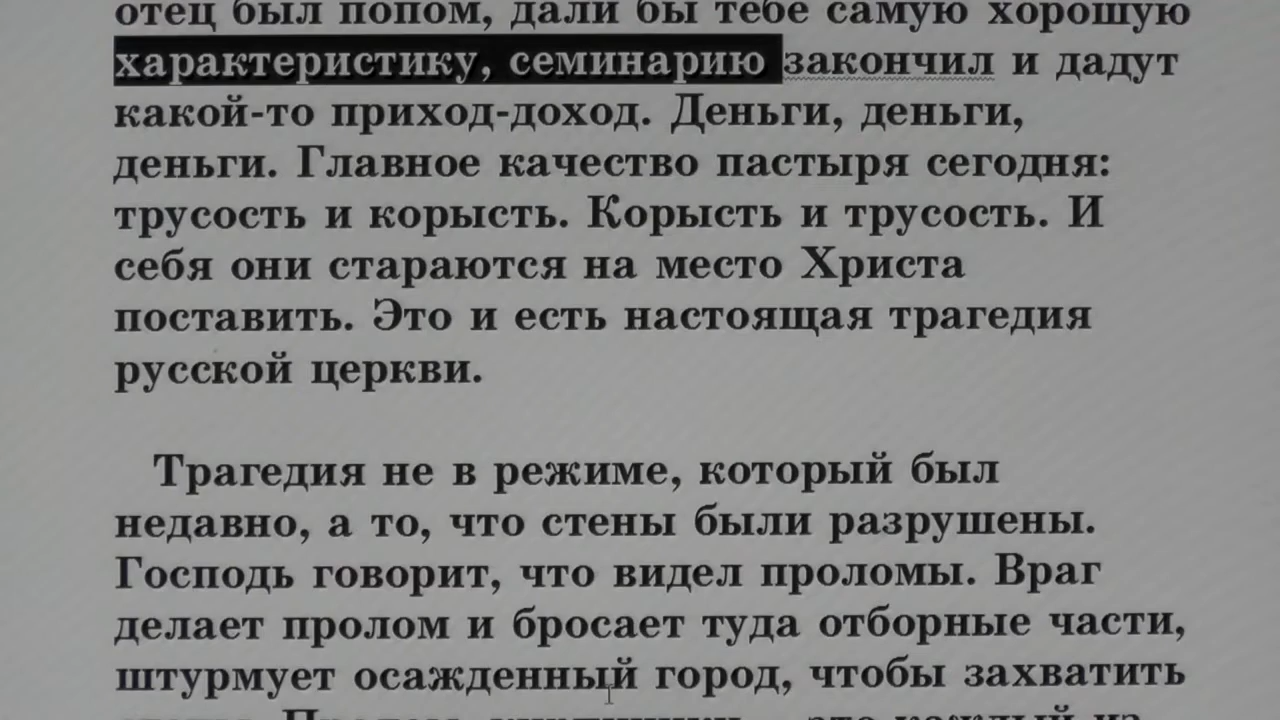 отец был попом, дали бы тебе самую хорошую
характеристику, семинарию закончил и дадут
какой-то приход-доход. Деньги, деньги,
деньги. Главное качество пастыря сегодня:
трусость и корысть. Корысть и трусость. И
себя они стараются на место Христа
поставить. Это и есть настоящая трагедия
русской церкви.
Трагедия не в режиме, который был
недавно, а то, что стены были разрушены.
Господь говорит, что видел проломы. Враг
делает пролом и бросает туда отборные части,
штурмует осажденный город, чтобы захватить